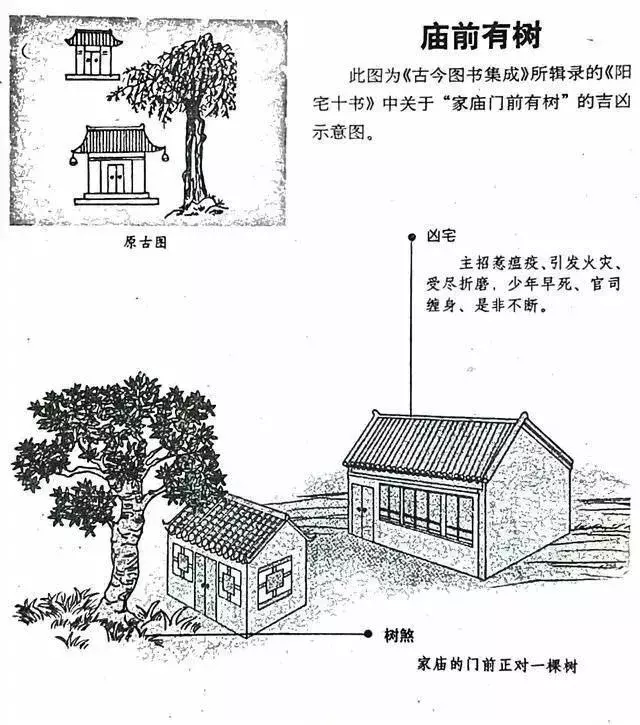 庙前有树
此图为《古今图书集成》所辑录的《阳
宅十书》中关于“家庙门前有树”的吉凶
示意图。
原古图
凶宅
主招惹瘟疫、引发火灾、
受尽折磨，少年早死、官司
缠身、是非不断。
树煞
家庙的门前正对一棵树